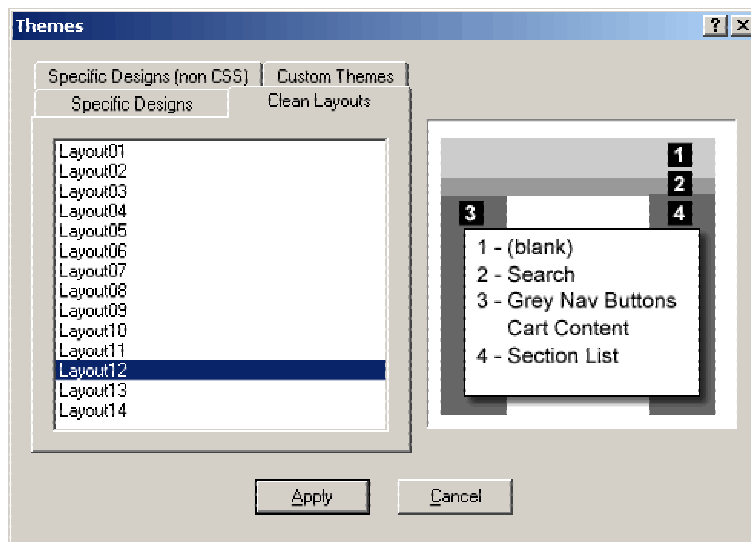 Themes
Specific Designs (non CSS) Custom Themes
Specific Designs Clean Layouts
Layout01
Layout02
Layout03
Layout04
Layout05
Layout06
Layout07
Layout08
Layout09
Layout10
Layout11
Layout12
Layout13
Layout14
1
2
3 4
1 - (blank)
2 - Search
3 - Grey Nav Buttons
Cart Content
4 - Section List
Apply Cancel